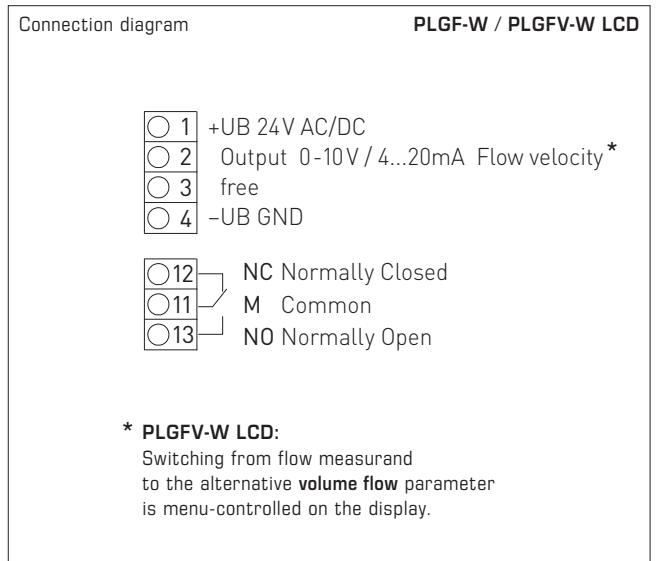 Connection diagram PLGF-W / PLGFV-W LCD
1 +UB 24V AC/DC
2 Output 0-10V / 4...20mA Flow velocity*
3 free
4 –UB GND
12 NC Normally Closed
11 M Common
13 NO Normally Open
* PLGFV-W LCD:
Switching from flow measurand
to the alternative volume flow parameter
is menu-controlled on the display.